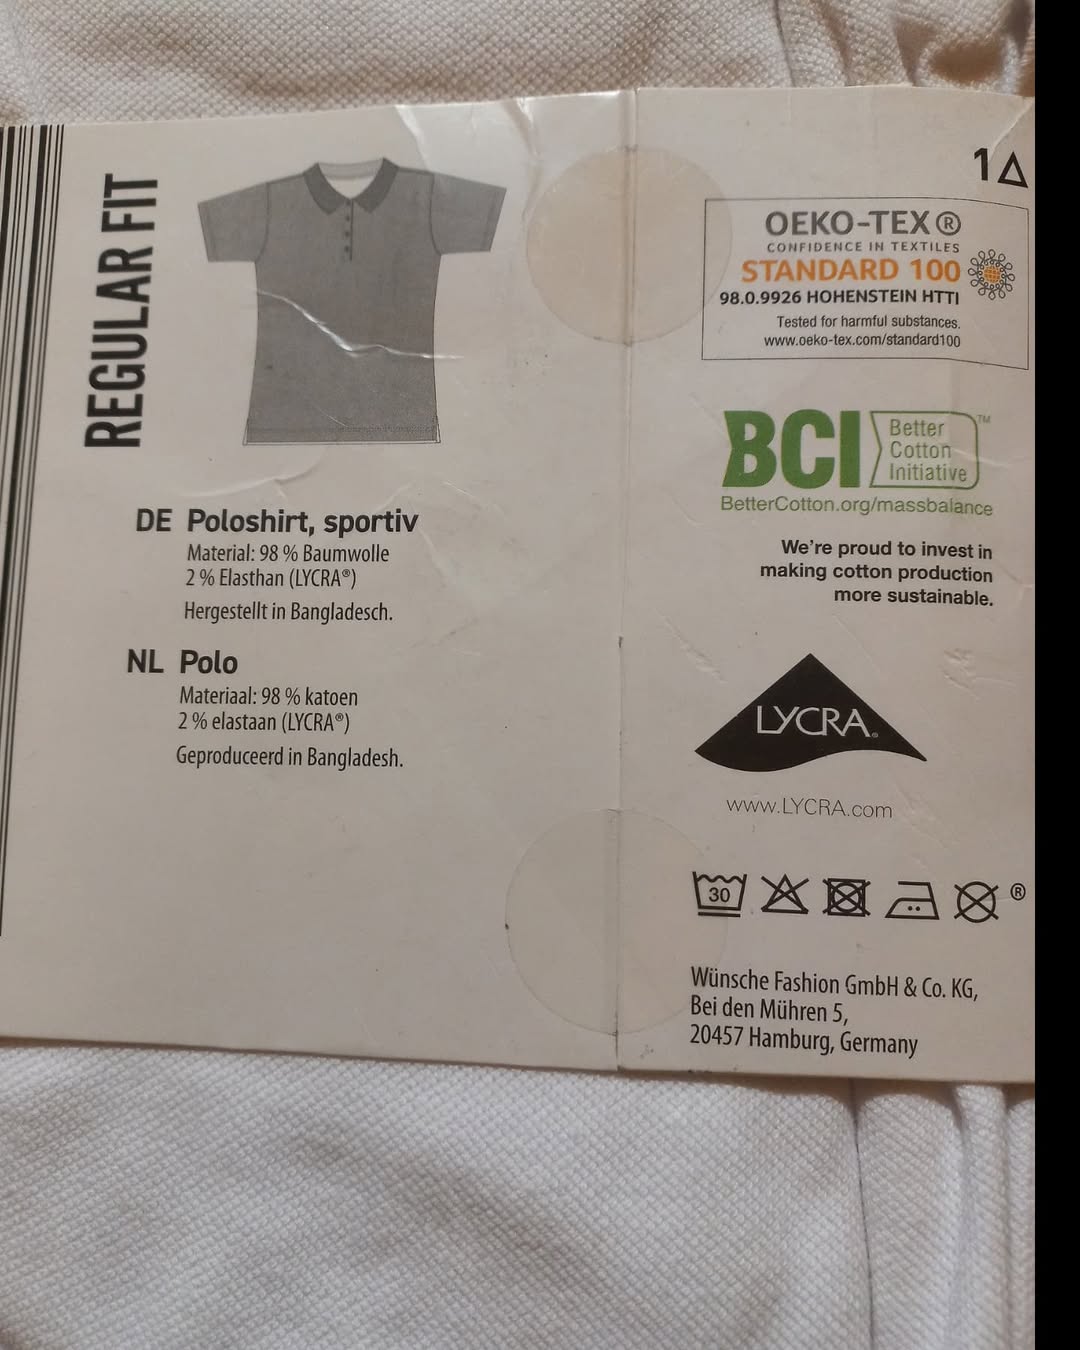 REGULAR FIT
DE Poloshirt, sportiv
Material: 98 % Baumwolle
2 % Elasthan (LYCRA®)
Hergestellt in Bangladesch.
NL Polo
Materiaal: 98 % katoen
2 % elastaan (LYCRA®)
Geproduceerd in Bangladesh.
1△
OEKO-TEX®
CONFIDENCE IN TEXTILES
STANDARD 100
98.0.9926 HOHENSTEIN HTTI
Tested for harmful substances.
www.oeko-tex.com/standard100
BCI
Better
Cotton
Initiative
™
BetterCotton.org/massbalance
We're proud to invest in
making cotton production
more sustainable.
LYCRA®
www.LYCRA.com
30
®
Wünsche Fashion GmbH & Co. KG,
Bei den Mühren 5,
20457 Hamburg, Germany